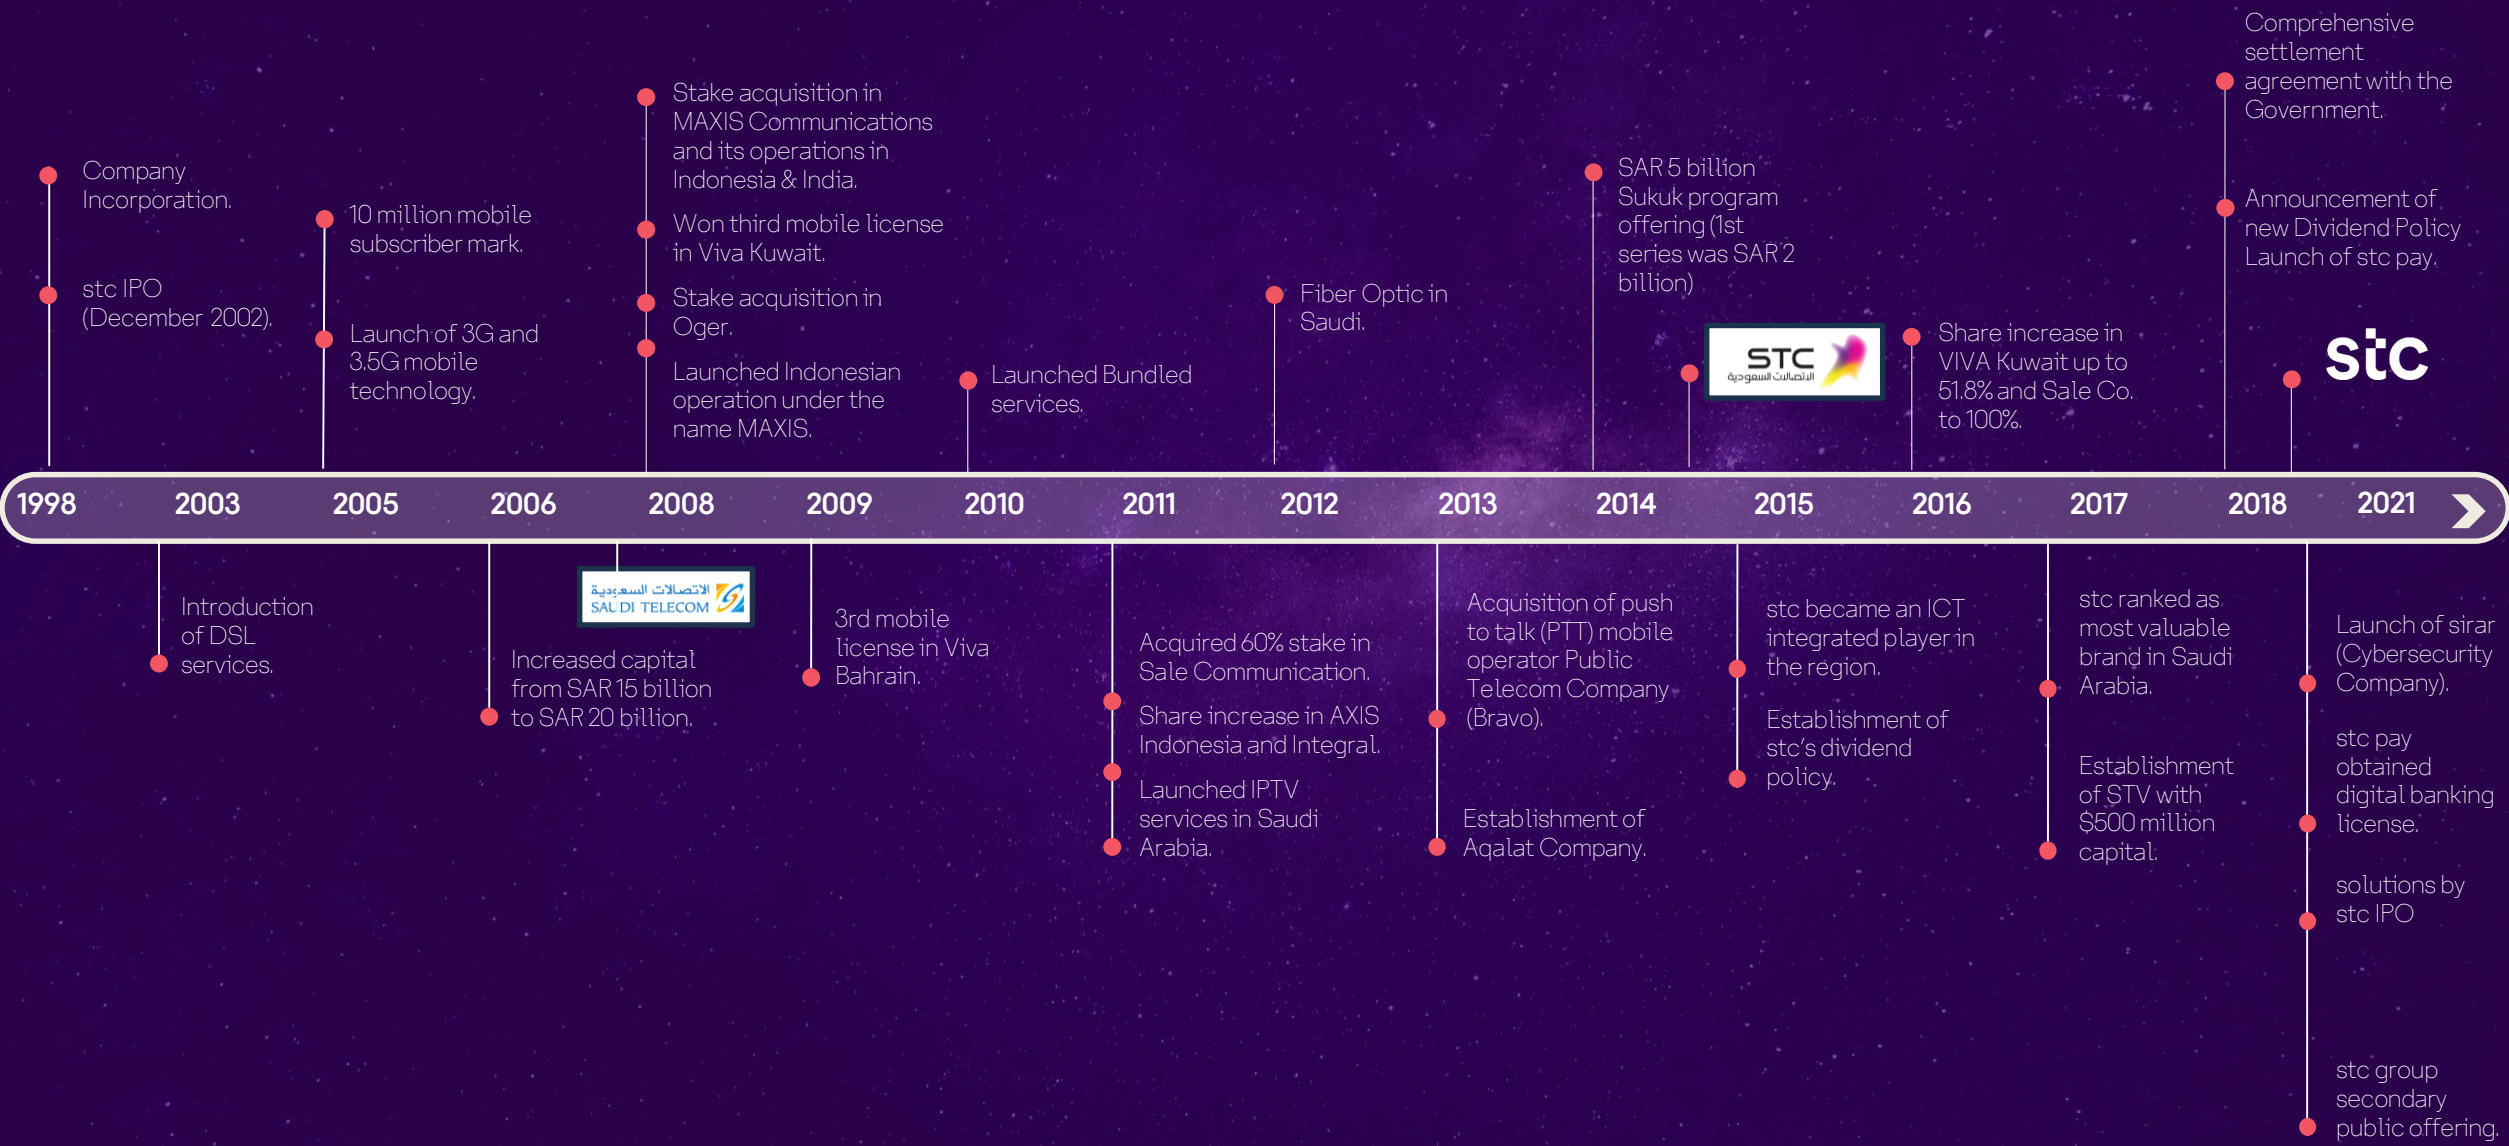 Company
Incorporation.
stc IPO
(December 2002).
10 million mobile
subscriber mark.
Launch of 3G and
3.5G mobile
technology.
Stake acquisition in
MAXIS Communications
and its operations in
Indonesia & India.
Won third mobile license
in Viva Kuwait.
Stake acquisition in
Oger.
Launched Indonesian
operation under the
name MAXIS.
Launched Bundled
services.
Fiber Optic in
Saudi.
SAR 5 billion
Sukuk program
offering (1st
series was SAR 2
billion)
STC
الاتصالات السعودية
Share increase in
VIVA Kuwait up to
51.8% and Sale Co.
to 100%.
Comprehensive
settlement
agreement with the
Government.
Announcement of
new Dividend Policy
Launch of stc pay.
stc
1998 2003 2005 2006 2008 2009 2010 2011 2012 2013 2014 2015 2016 2017 2018 2021
Introduction
of DSL
services.
Increased capital
from SAR 15 billion
to SAR 20 billion.
الاتصالات السعودية
SAUDI TELECOM
3rd mobile
license in Viva
Bahrain.
Acquired 60% stake in
Sale Communication.
Share increase in AXIS
Indonesia and Integral.
Launched IPTV
services in Saudi
Arabia.
Acquisition of push
to talk (PTT) mobile
operator Public
Telecom Company
(Bravo).
Establishment of
Aqalat Company.
stc became an ICT
integrated player in
the region.
Establishment of
stc's dividend
policy.
stc ranked as
most valuable
brand in Saudi
Arabia.
Establishment
of STV with
$500 million
capital.
Launch of sirar
(Cybersecurity
Company).
stc pay
obtained
digital banking
license.
solutions by
stc IPO
stc group
secondary
public offering.